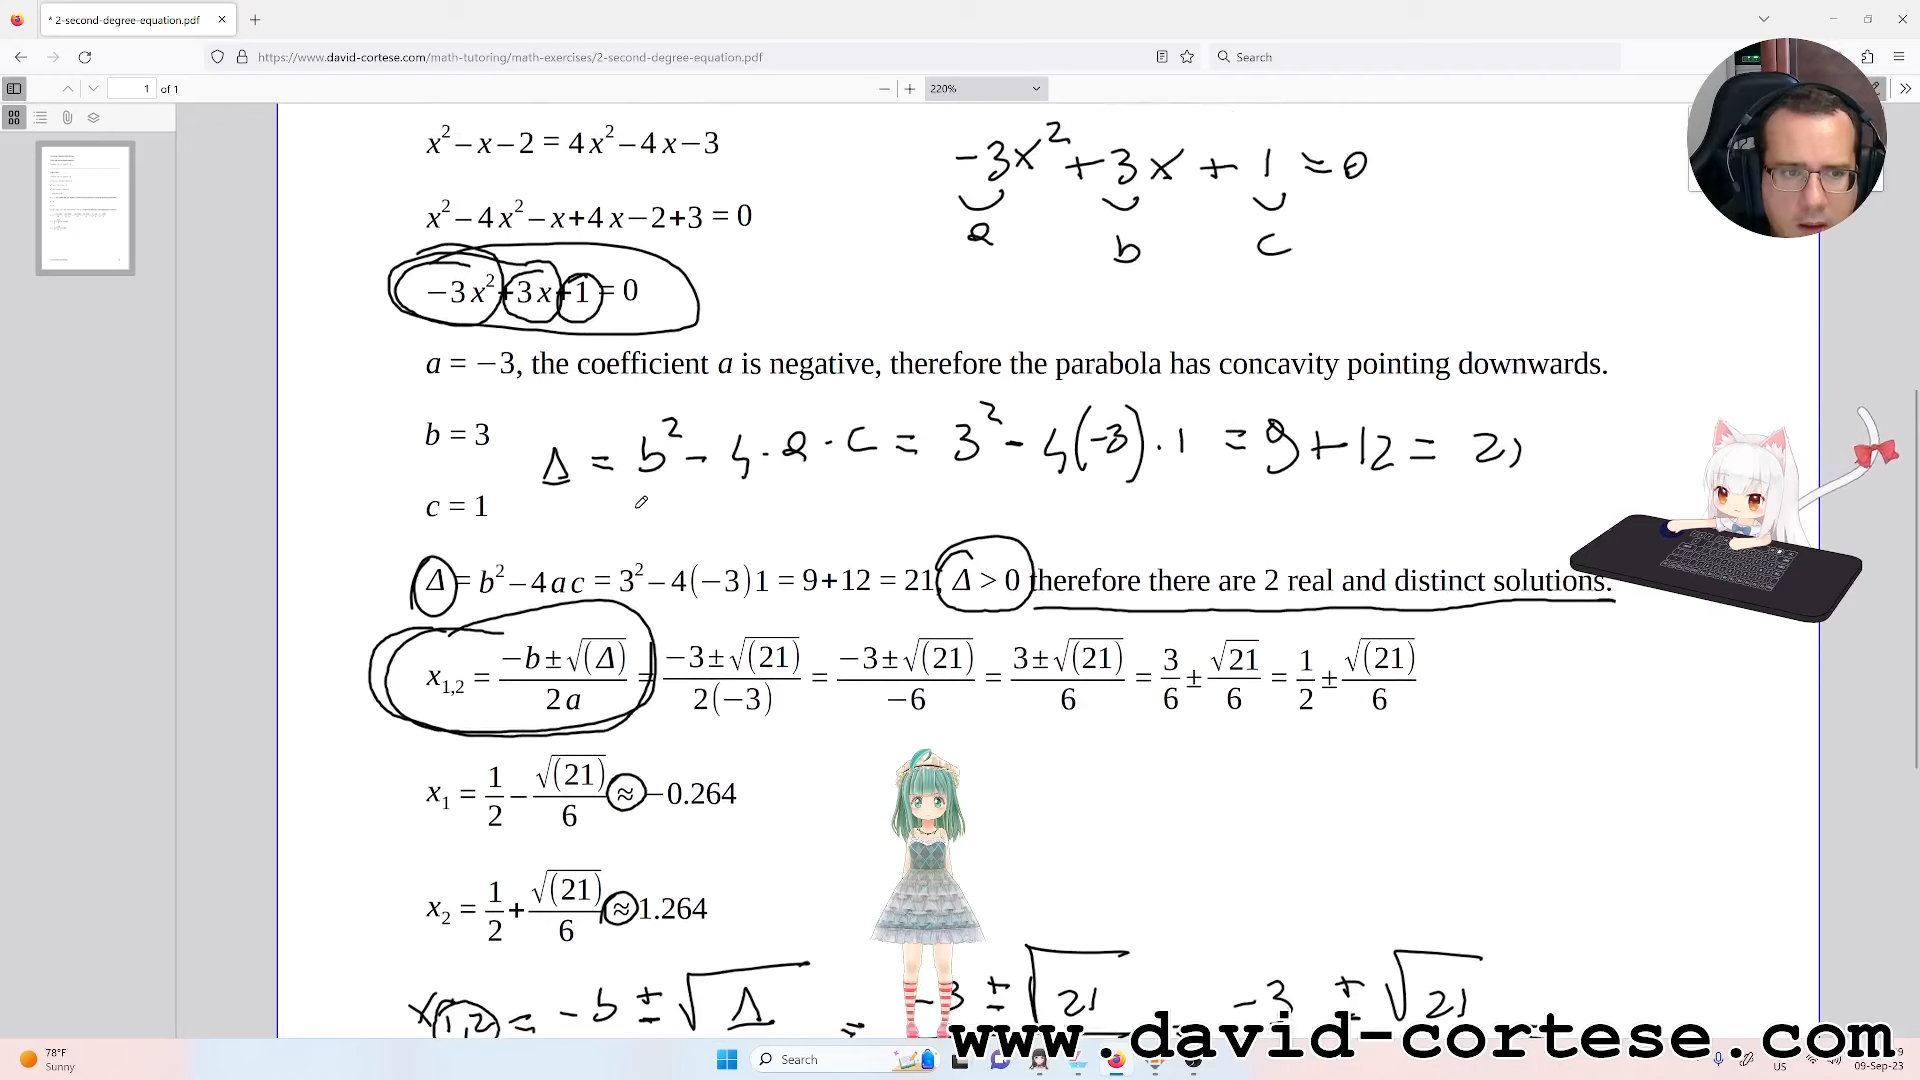 * 2-second-degree-equation.pdf
https://www.david-cortese.com/math-tutoring/math-exercises/2-second-degree-equation.pdf
Search
1 of 1
220%
x² − x − 2 = 4x² − 4x − 3
-3x² + 3x + 1 = 0
x² − 4x² − x + 4x − 2 + 3 = 0
a b c
−3x² + 3x + 1 = 0
a = −3, the coefficient a is negative, therefore the parabola has concavity pointing downwards.
b = 3
Δ = b² - 4 · a · c = 3² - 4(-3) · 1 = 9 + 12 = 21
c = 1
Δ = b² − 4ac = 3² − 4(−3)1 = 9 + 12 = 21, Δ > 0 therefore there are 2 real and distinct solutions.
x₁,₂ = (−b ± √(Δ))/(2a) = (−3 ± √(21))/(2(−3)) = (−3 ± √(21))/(−6) = (3 ± √(21))/6 = 3/6 ± √21/6 = 1/2 ± √(21)/6
x₁ = 1/2 − √(21)/6 ≈ −0.264
x₂ = 1/2 + √(21)/6 ≈ 1.264
x₁,₂ = -b ± √Δ = -3 ± √21 -3 ± √21 =
www.david-cortese.com
78°F
Sunny
Search
US
09-Sep-23